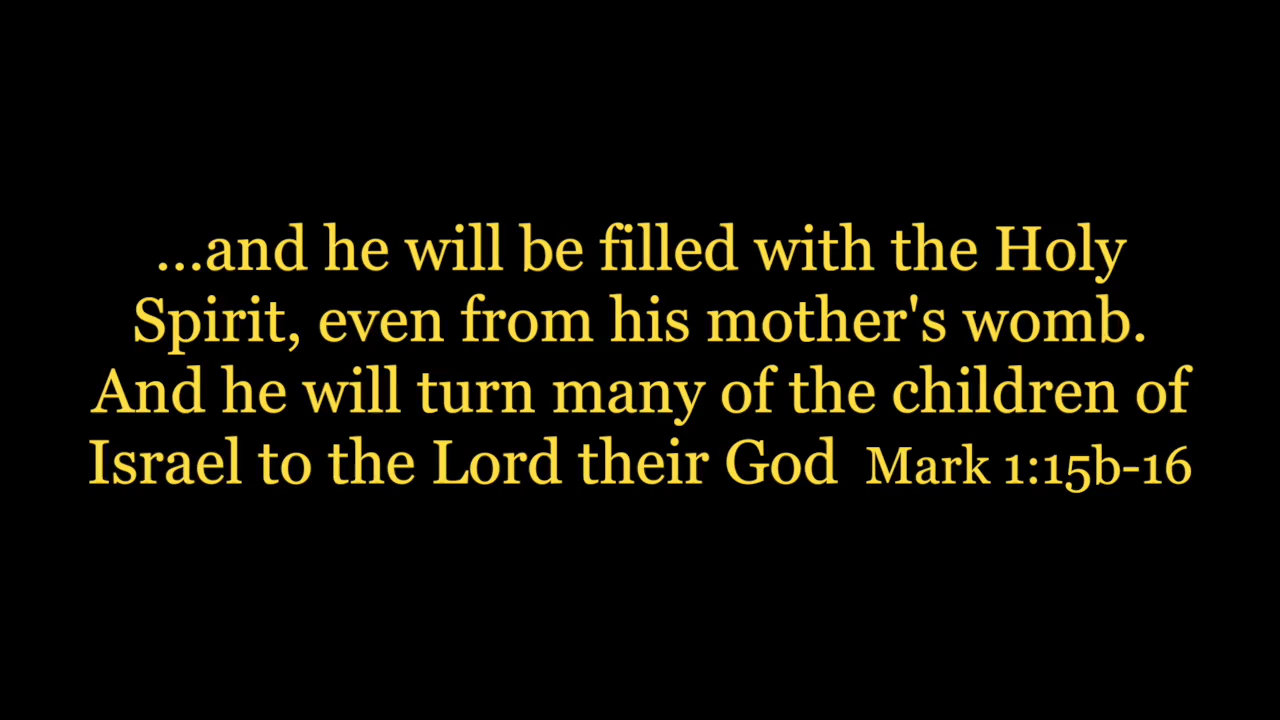 ...and he will be filled with the Holy
Spirit, even from his mother's womb.
And he will turn many of the children of
Israel to the Lord their God  Mark 1:15b-16